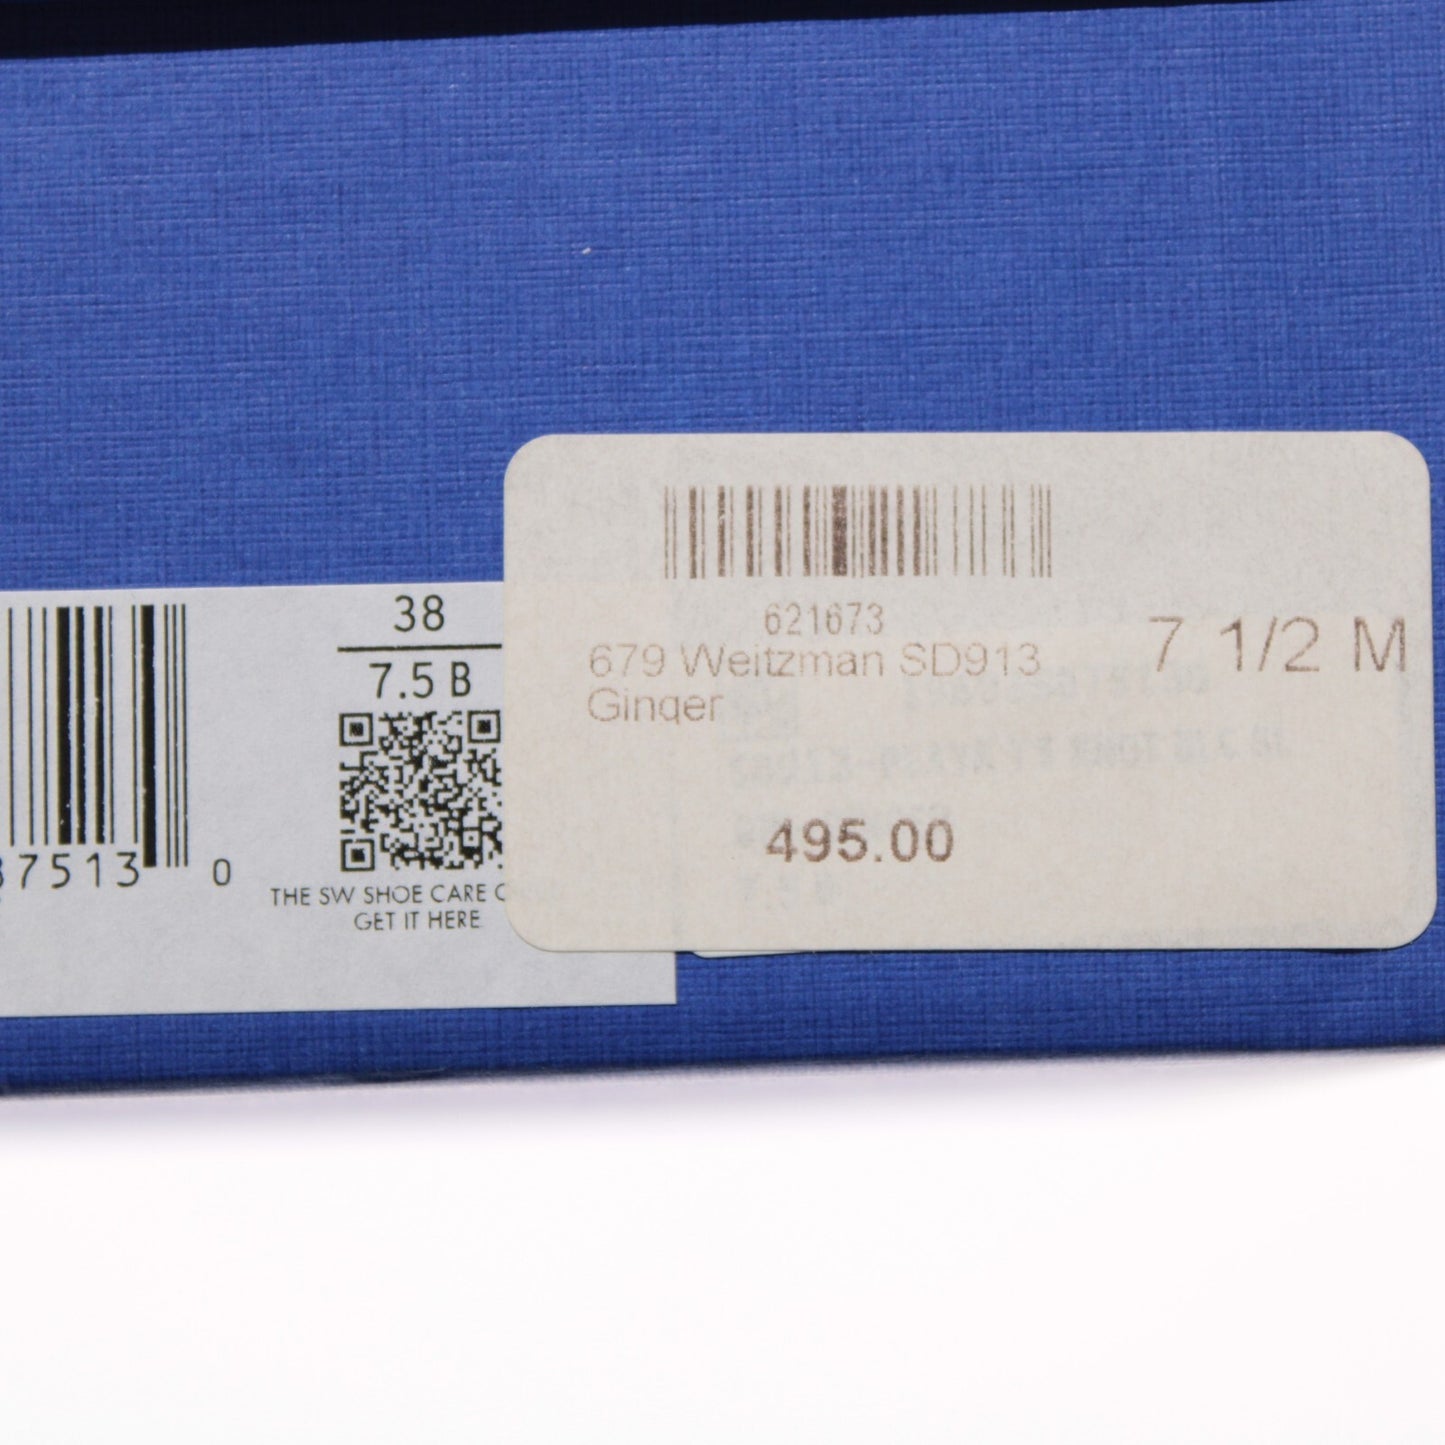 38
7.5 B
37513 0
THE SW SHOE CARE
GET IT HERE
621673
679 Weitzman SD913
7 1/2 M
Ginger
495.00